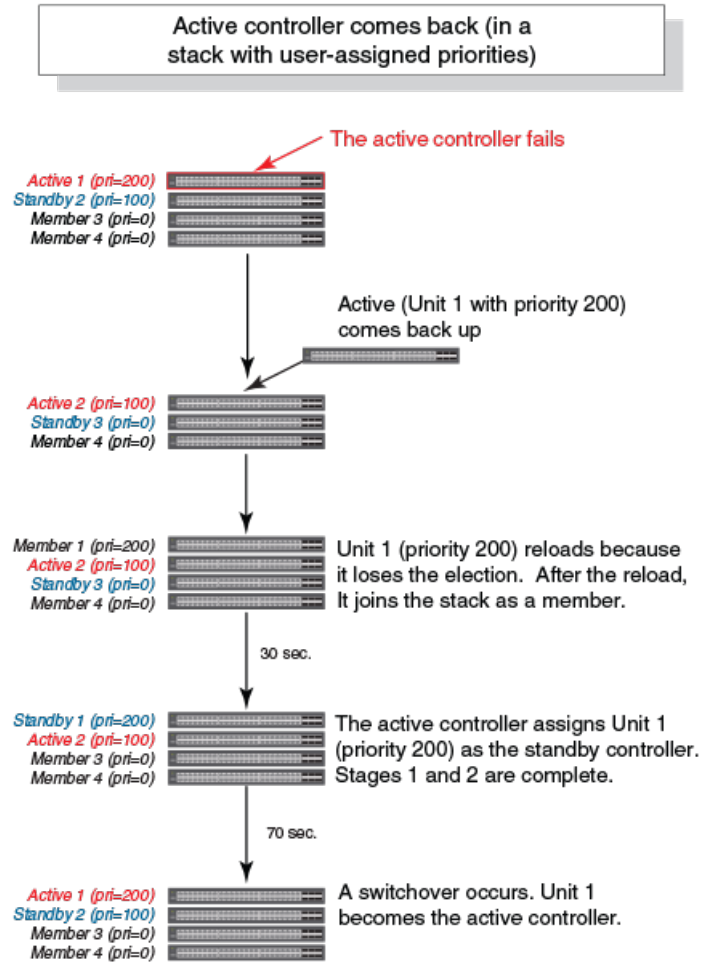 Active controller comes back (in a
stack with user-assigned priorities)
The active controller fails
Active 1 (pri=200)
Standby 2 (pri=100)
Member 3 (pri=0)
Member 4 (pri=0)
Active (Unit 1 with priority 200)
comes back up
Active 2 (pri=100)
Standby 3 (pri=0)
Member 4 (pri=0)
Member 1 (pri=200)
Active 2 (pri=100)
Standby 3 (pri=0)
Member 4 (pri=0)
Unit 1 (priority 200) reloads because
it loses the election. After the reload,
It joins the stack as a member.
30 sec.
Standby 1 (pri=200)
Active 2 (pri=100)
Member 3 (pri=0)
Member 4 (pri=0)
The active controller assigns Unit 1
(priority 200) as the standby controller.
Stages 1 and 2 are complete.
70 sec.
Active 1 (pri=200)
Standby 2 (pri=100)
Member 3 (pri=0)
Member 4 (pri=0)
A switchover occurs. Unit 1
becomes the active controller.